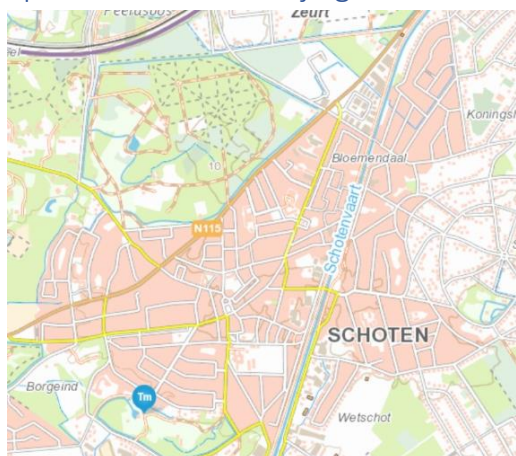 Zeurt
Koningsh
10
Bloemendaal
N115
Schotenvaart
SCHOTEN
Borgeind
Tm
Wetschot